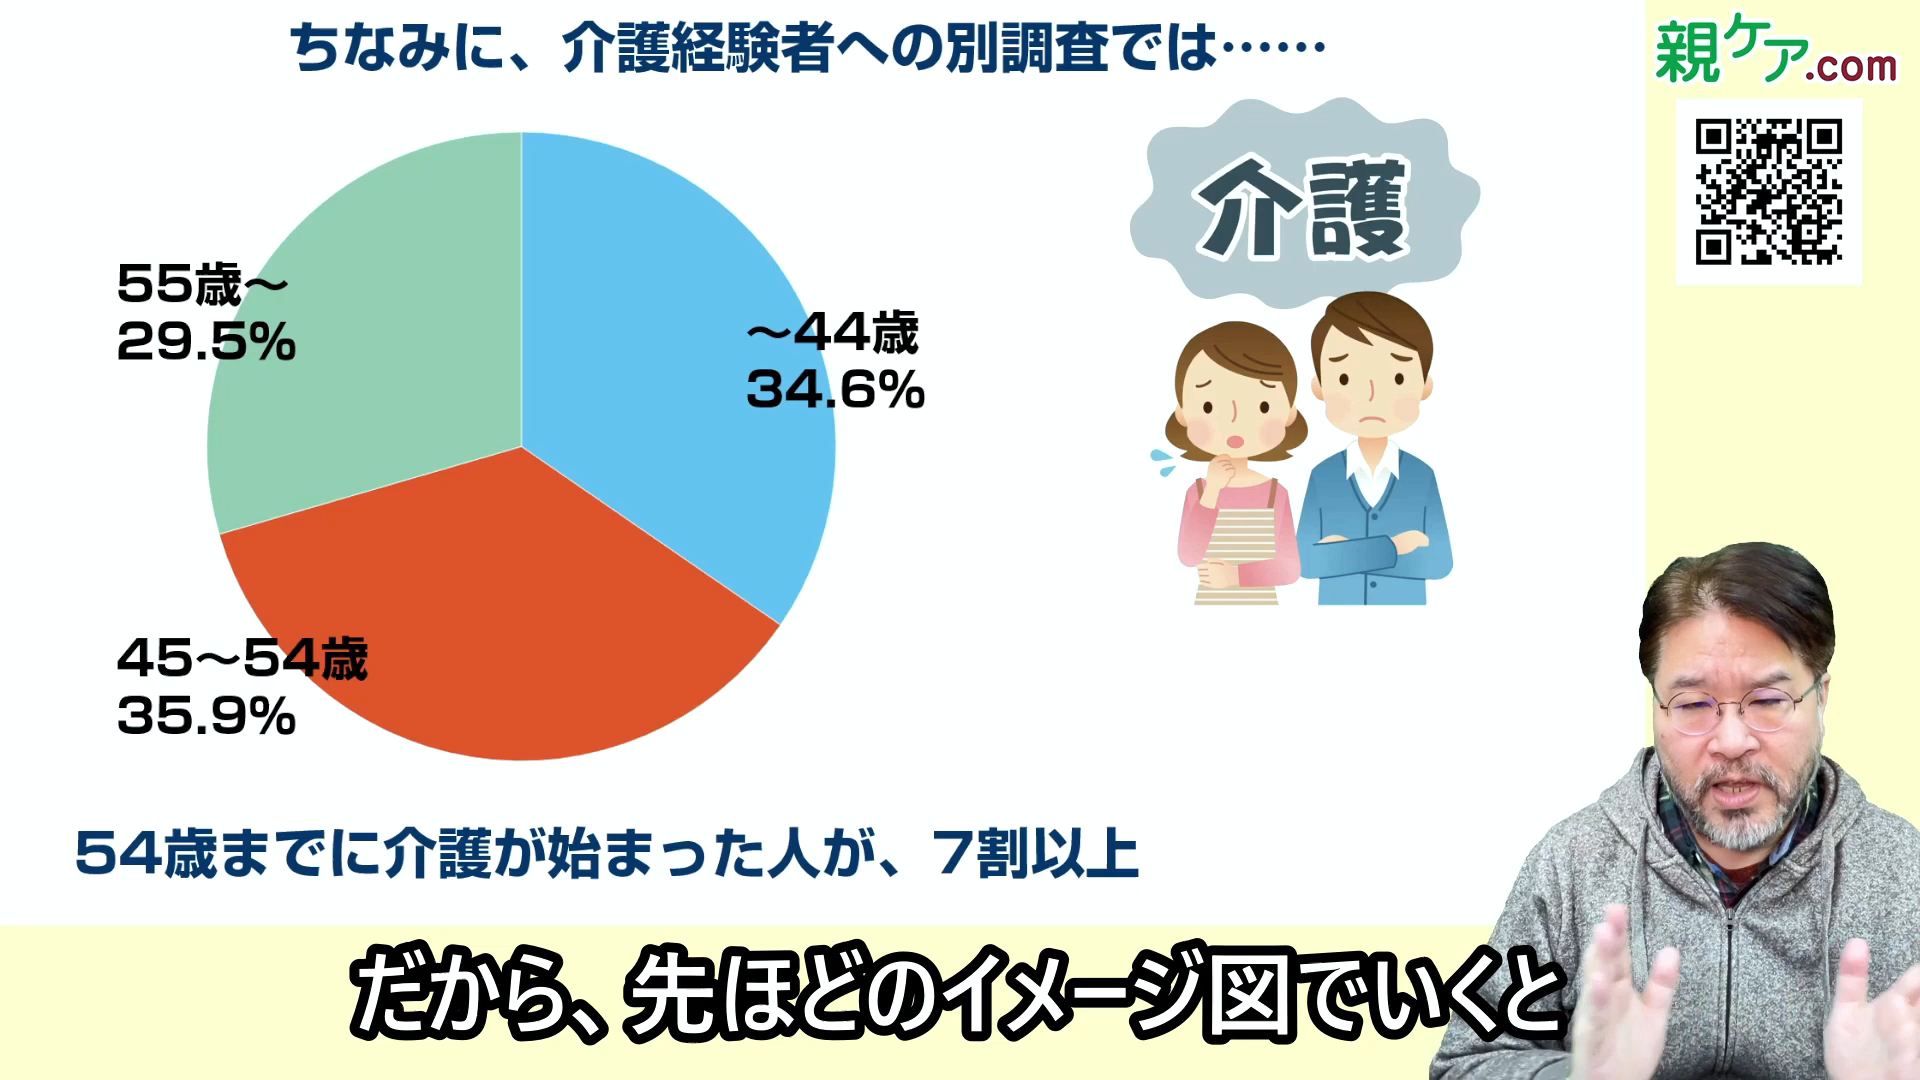 ちなみに、介護経験者への別調査では……
親ケア.com
介護
55歳〜
29.5%
〜44歳
34.6%
45〜54歳
35.9%
54歳までに介護が始まった人が、7割以上
だから、先ほどのイメージ図でいくと